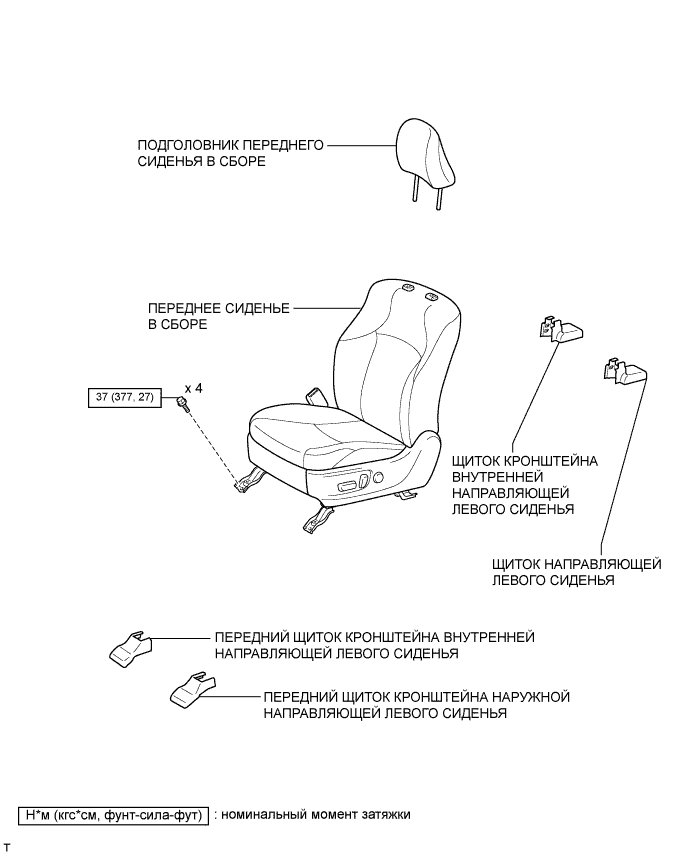 ПОДГОЛОВНИК ПЕРЕДНЕГО
СИДЕНЬЯ В СБОРЕ
ПЕРЕДНЕЕ СИДЕНЬЕ
В СБОРЕ
x 4
37 (377, 27)
ЩИТОК КРОНШТЕЙНА
ВНУТРЕННЕЙ
НАПРАВЛЯЮЩЕЙ
ЛЕВОГО СИДЕНЬЯ
ЩИТОК НАПРАВЛЯЮЩЕЙ
ЛЕВОГО СИДЕНЬЯ
ПЕРЕДНИЙ ЩИТОК КРОНШТЕЙНА ВНУТРЕННЕЙ
НАПРАВЛЯЮЩЕЙ ЛЕВОГО СИДЕНЬЯ
ПЕРЕДНИЙ ЩИТОК КРОНШТЕЙНА НАРУЖНОЙ
НАПРАВЛЯЮЩЕЙ ЛЕВОГО СИДЕНЬЯ
Н*м (кгс*см, фунт-сила-фут) : номинальный момент затяжки
T